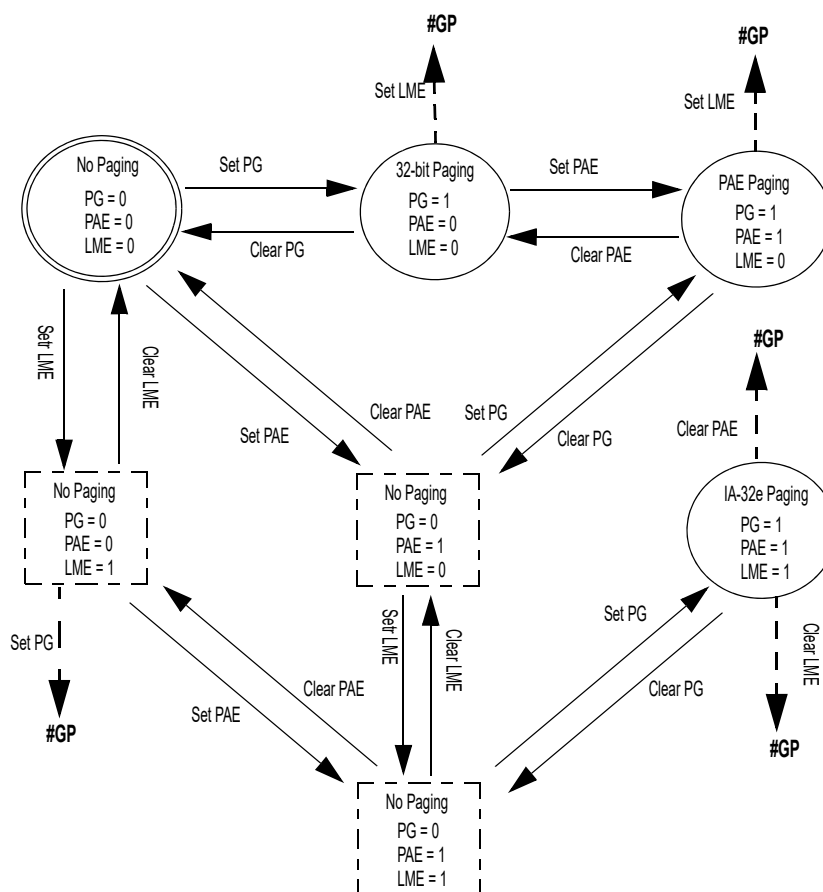 #GP
#GP
Set LME
Set LME
No Paging
PG = 0
PAE = 0
LME = 0
Set PG
32-bit Paging
PG = 1
PAE = 0
LME = 0
Set PAE
PAE Paging
PG = 1
PAE = 1
LME = 0
Clear PG
Clear PAE
Setr LME
Clear LME
#GP
Clear PAE
Set PAE
Set PG
Clear PG
Clear PAE
No Paging
PG = 0
PAE = 0
LME = 1
No Paging
PG = 0
PAE = 1
LME = 0
IA-32e Paging
PG = 1
PAE = 1
LME = 1
Set PG
#GP
Set PAE
Clear PAE
Setr LME
Clear LME
Set PG
Clear PG
Clear LME
#GP
No Paging
PG = 0
PAE = 1
LME = 1